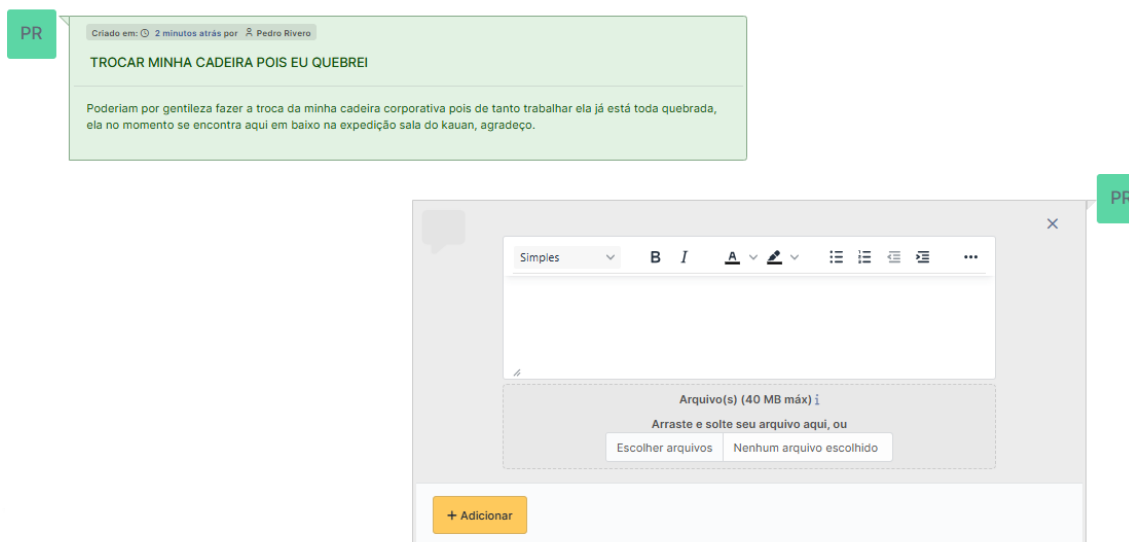 PR
Criado em: 2 minutos atrás por Pedro Rivero
TROCAR MINHA CADEIRA POIS EU QUEBREI
Poderiam por gentileza fazer a troca da minha cadeira corporativa pois de tanto trabalhar ela já está toda quebrada,
ela no momento se encontra aqui em baixo na expedição sala do kauan, agradeço.
PR
Simples B I A
Arquivo(s) (40 MB máx) i
Arraste e solte seu arquivo aqui, ou
Escolher arquivos Nenhum arquivo escolhido
+ Adicionar